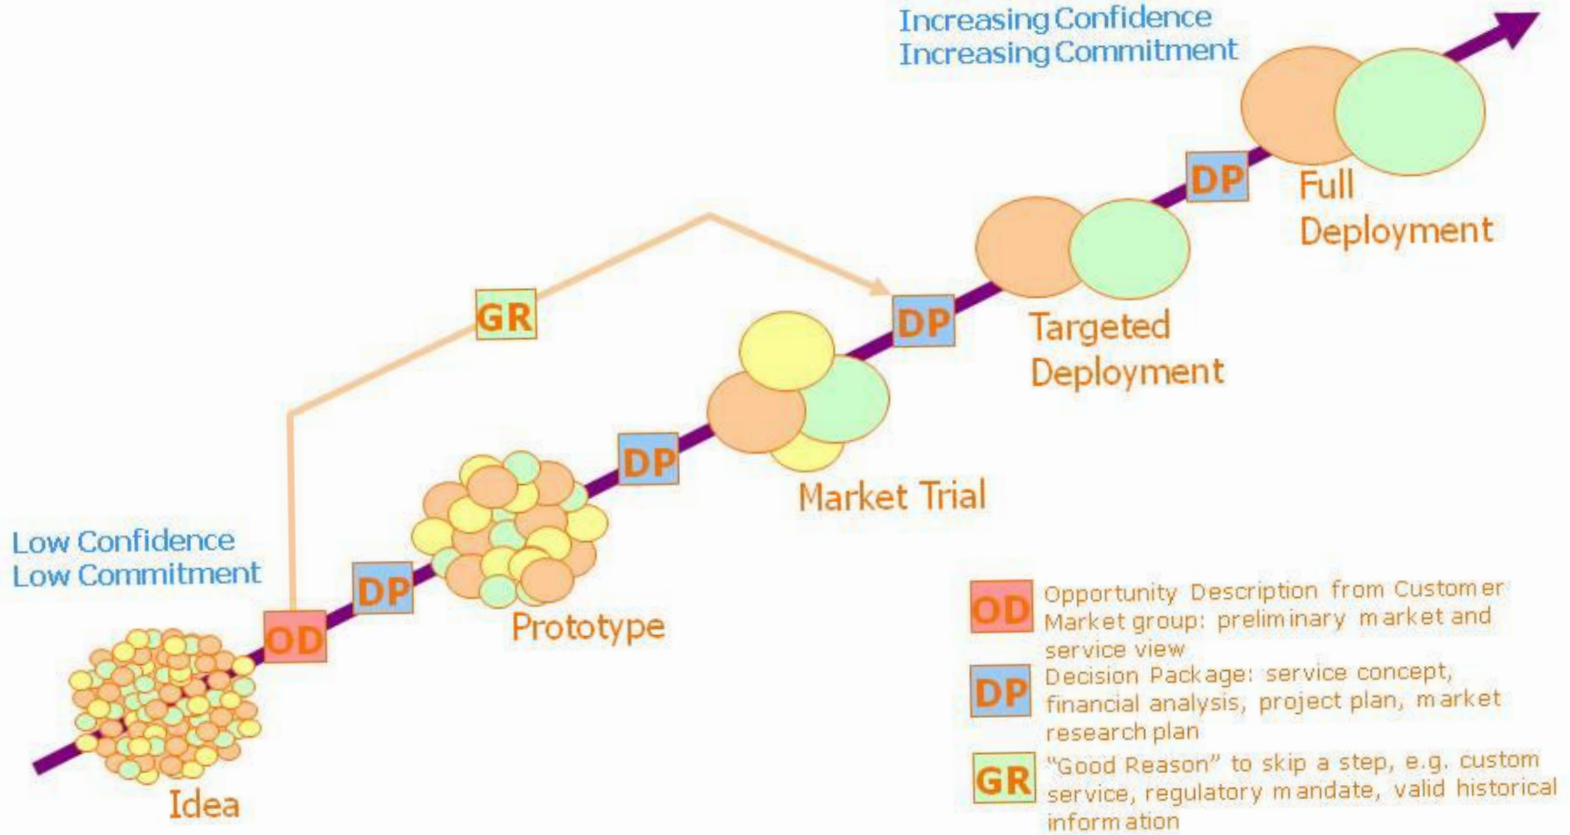 Increasing Confidence
Increasing Commitment
DP
Full
Deployment
GR
DP
Targeted
Deployment
DP
Market Trial
Low Confidence
Low Commitment
DP
OD
Prototype
Idea
OD
Opportunity Description from Customer
Market group: preliminary market and
service view
DP
Decision Package: service concept,
financial analysis, project plan, market
research plan
GR
“Good Reason” to skip a step, e.g. custom
service, regulatory mandate, valid historical
information